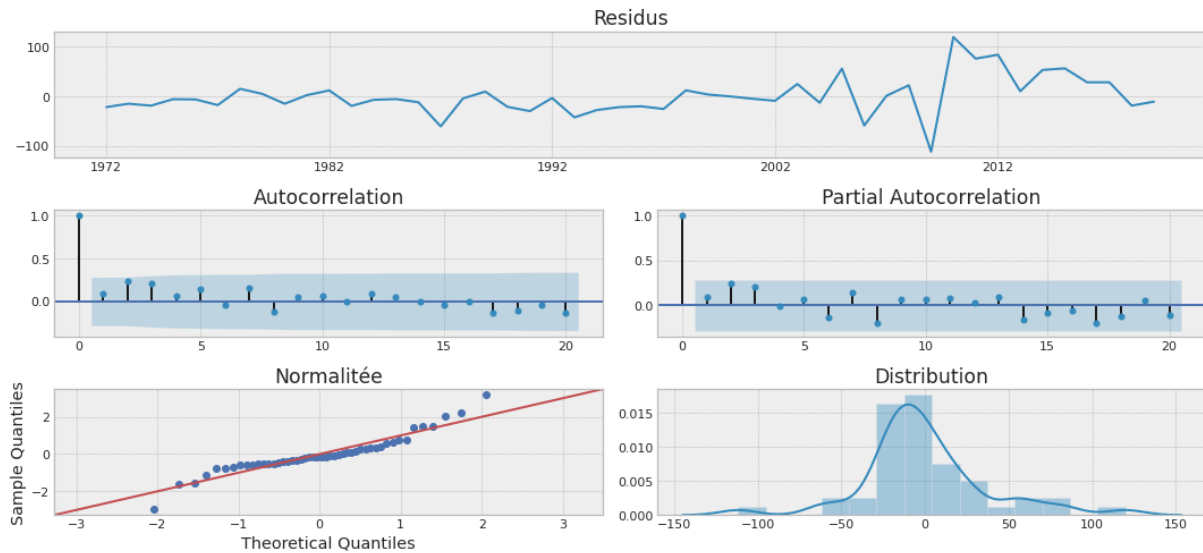 Residus
100
0
−100
1972 1982 1992 2002 2012
Autocorrelation
1.0
0.5
0.0
0 5 10 15 20
Partial Autocorrelation
1.0
0.5
0.0
0 5 10 15 20
Normalitée
Sample Quantiles
2
0
−2
−3 −2 −1 0 1 2 3
Theoretical Quantiles
Distribution
0.015
0.010
0.005
0.000
−150 −100 −50 0 50 100 150